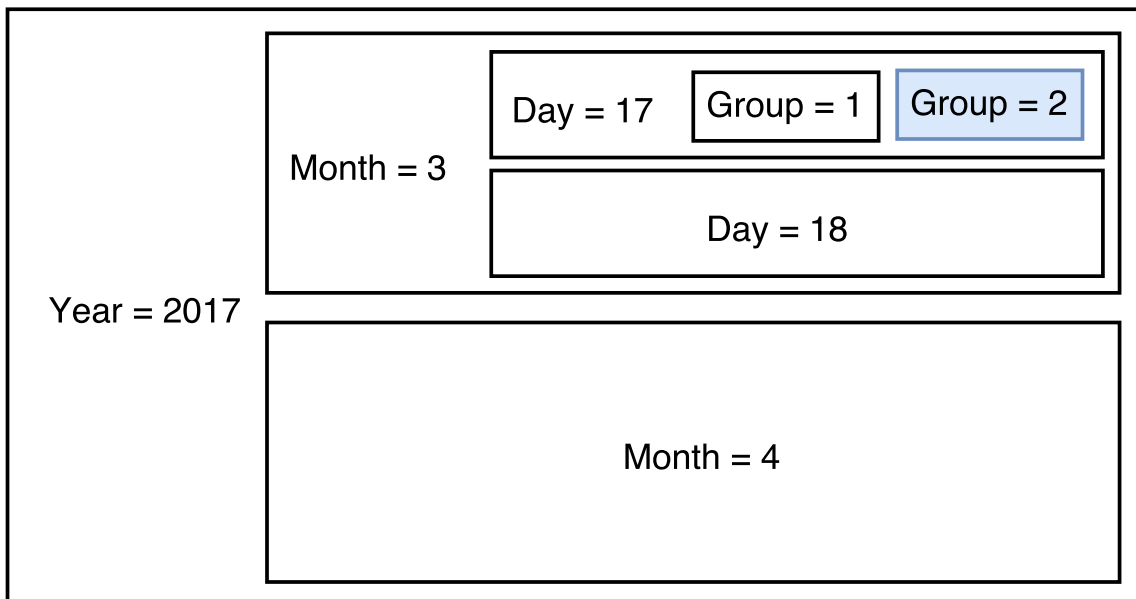 Day = 17
Group = 1
Group = 2
Month = 3
Day = 18
Year = 2017
Month = 4